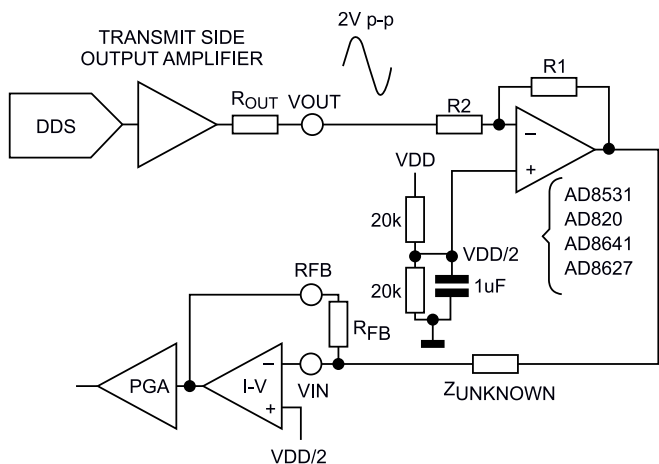 2V p-p
TRANSMIT SIDE
OUTPUT AMPLIFIER
DDS
ROUT
VOUT
R2
R1
−
+
VDD
20k
VDD/2
20k
1uF
AD8531
AD820
AD8641
AD8627
RFB
RFB
PGA
I-V
−
+
VIN
ZUNKNOWN
VDD/2